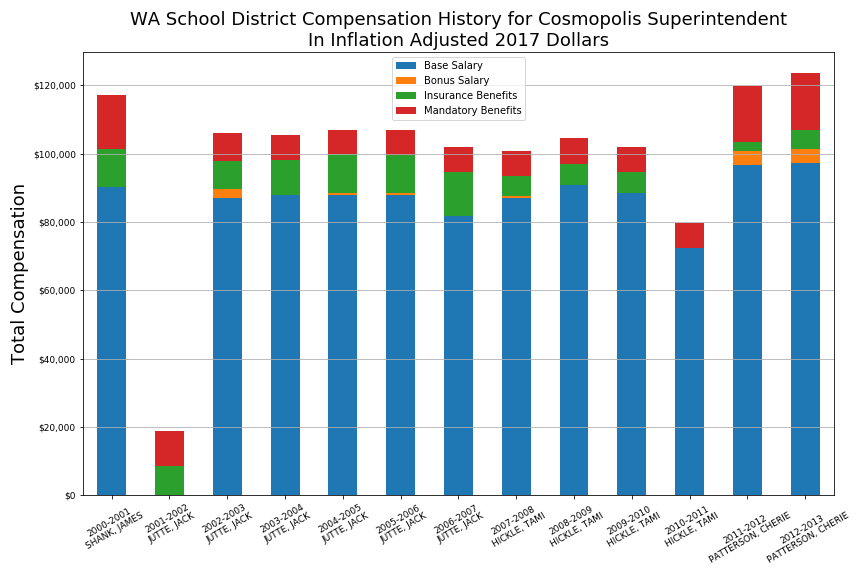 WA School District Compensation History for Cosmopolis Superintendent
In Inflation Adjusted 2017 Dollars
Base Salary
Bonus Salary
Insurance Benefits
Mandatory Benefits
Total Compensation
$120,000
$100,000
$80,000
$60,000
$40,000
$20,000
$0
2000-2001
SHANK, JAMES
2001-2002
JUTTE, JACK
2002-2003
JUTTE, JACK
2003-2004
JUTTE, JACK
2004-2005
JUTTE, JACK
2005-2006
JUTTE, JACK
2006-2007
JUTTE, JACK
2007-2008
HICKLE, TAMI
2008-2009
HICKLE, TAMI
2009-2010
HICKLE, TAMI
2010-2011
HICKLE, TAMI
2011-2012
PATTERSON, CHERIE
2012-2013
PATTERSON, CHERIE